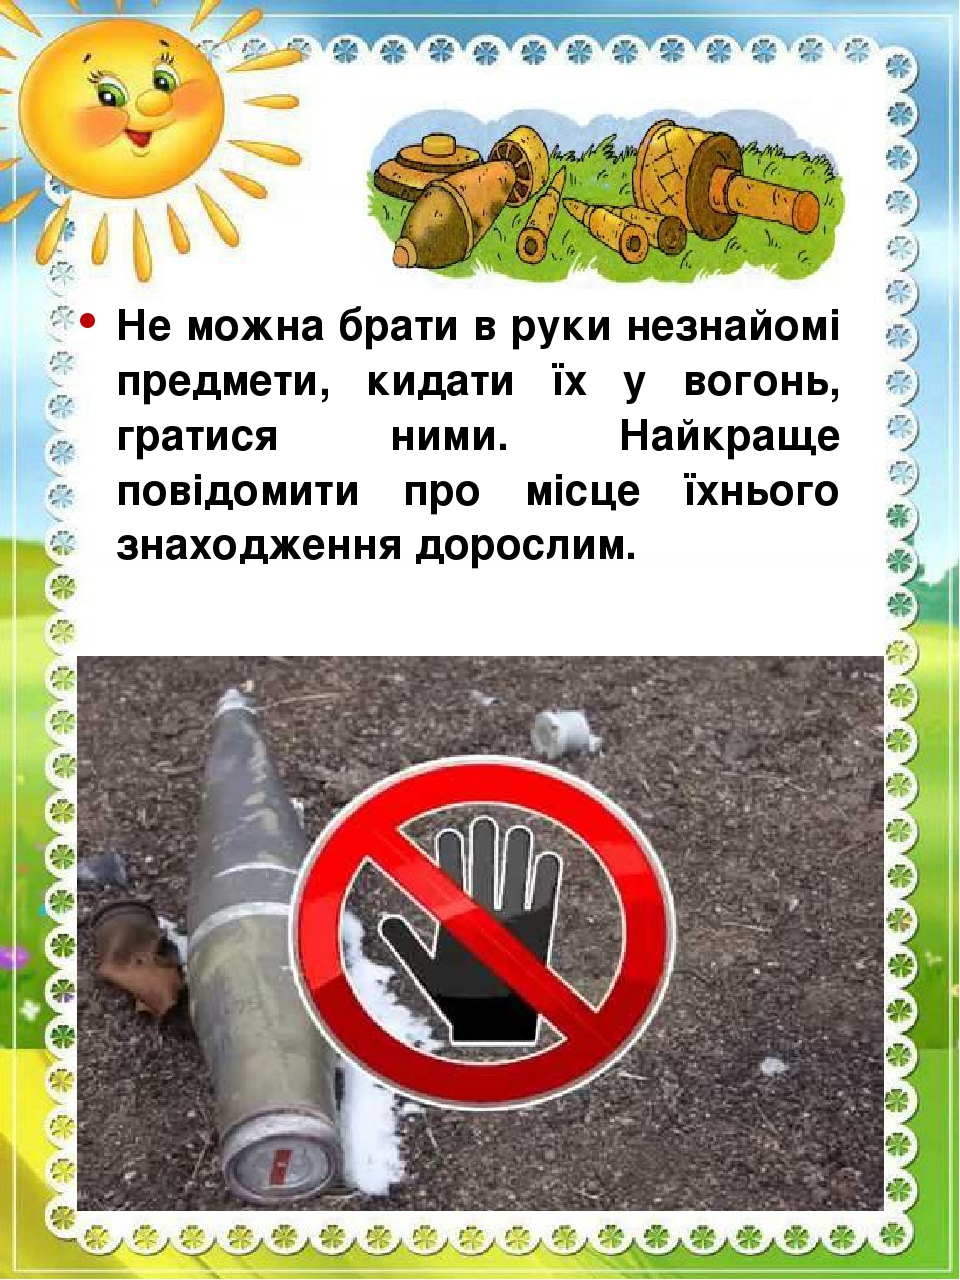 • Не можна брати в руки незнайомі
предмети, кидати їх у вогонь,
гратися ними. Найкраще
повідомити про місце їхнього
знаходження дорослим.